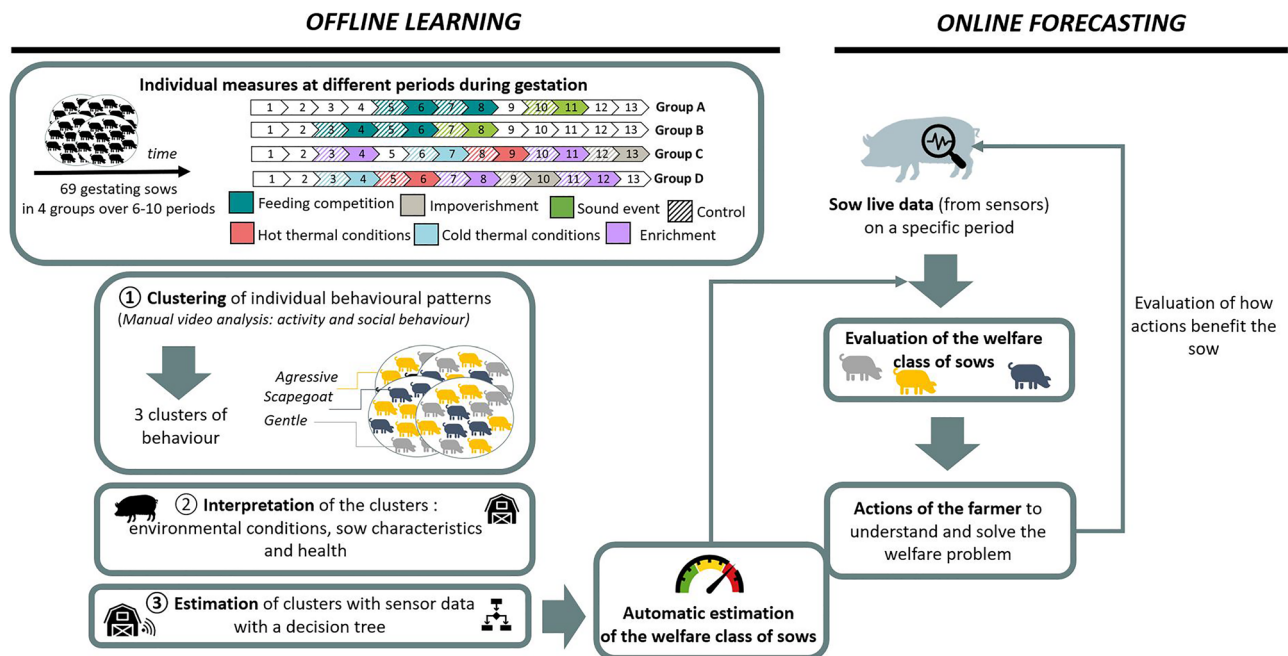 OFFLINE LEARNING
Individual measures at different periods during gestation
time
69 gestating sows
in 4 groups over 6-10 periods
1 2 3 4 5 6 7 8 9 10 11 12 13 Group A
1 2 3 4 5 6 7 8 9 10 11 12 13 Group B
1 2 3 4 5 6 7 8 9 10 11 12 13 Group C
1 2 3 4 5 6 7 8 9 10 11 12 13 Group D
Feeding competition Impoverishment Sound event Control
Hot thermal conditions Cold thermal conditions Enrichment
① Clustering of individual behavioural patterns
(Manual video analysis: activity and social behaviour)
3 clusters of
behaviour
Agressive
Scapegoat
Gentle
② Interpretation of the clusters :
environmental conditions, sow characteristics
and health
③ Estimation of clusters with sensor data
with a decision tree
Automatic estimation
of the welfare class of sows
ONLINE FORECASTING
Sow live data (from sensors)
on a specific period
Evaluation of the welfare
class of sows
Actions of the farmer to
understand and solve the
welfare problem
Evaluation of how
actions benefit the
sow